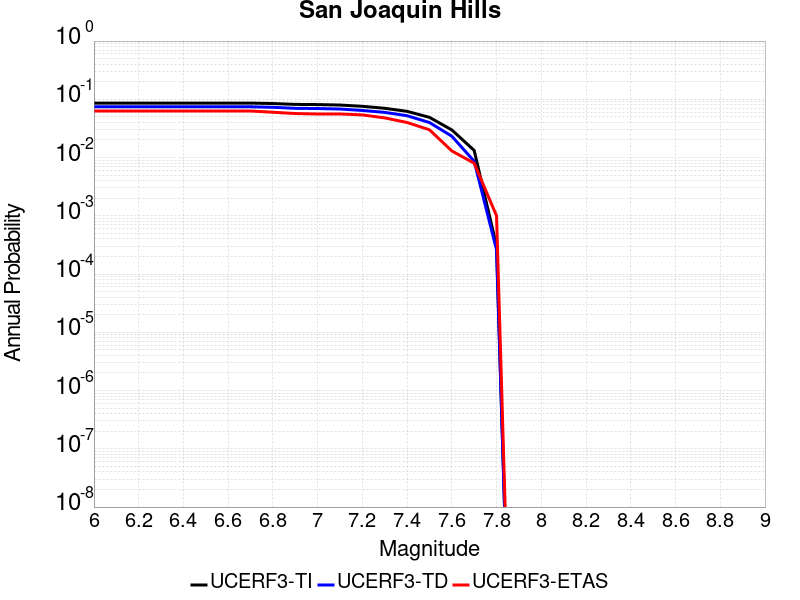 San Joaquin Hills
10^0
10^-1
10^-2
10^-3
10^-4
10^-5
10^-6
10^-7
10^-8
Annual Probability
6 6.2 6.4 6.6 6.8 7 7.2 7.4 7.6 7.8 8 8.2 8.4 8.6 8.8 9
Magnitude
UCERF3-TI UCERF3-TD UCERF3-ETAS